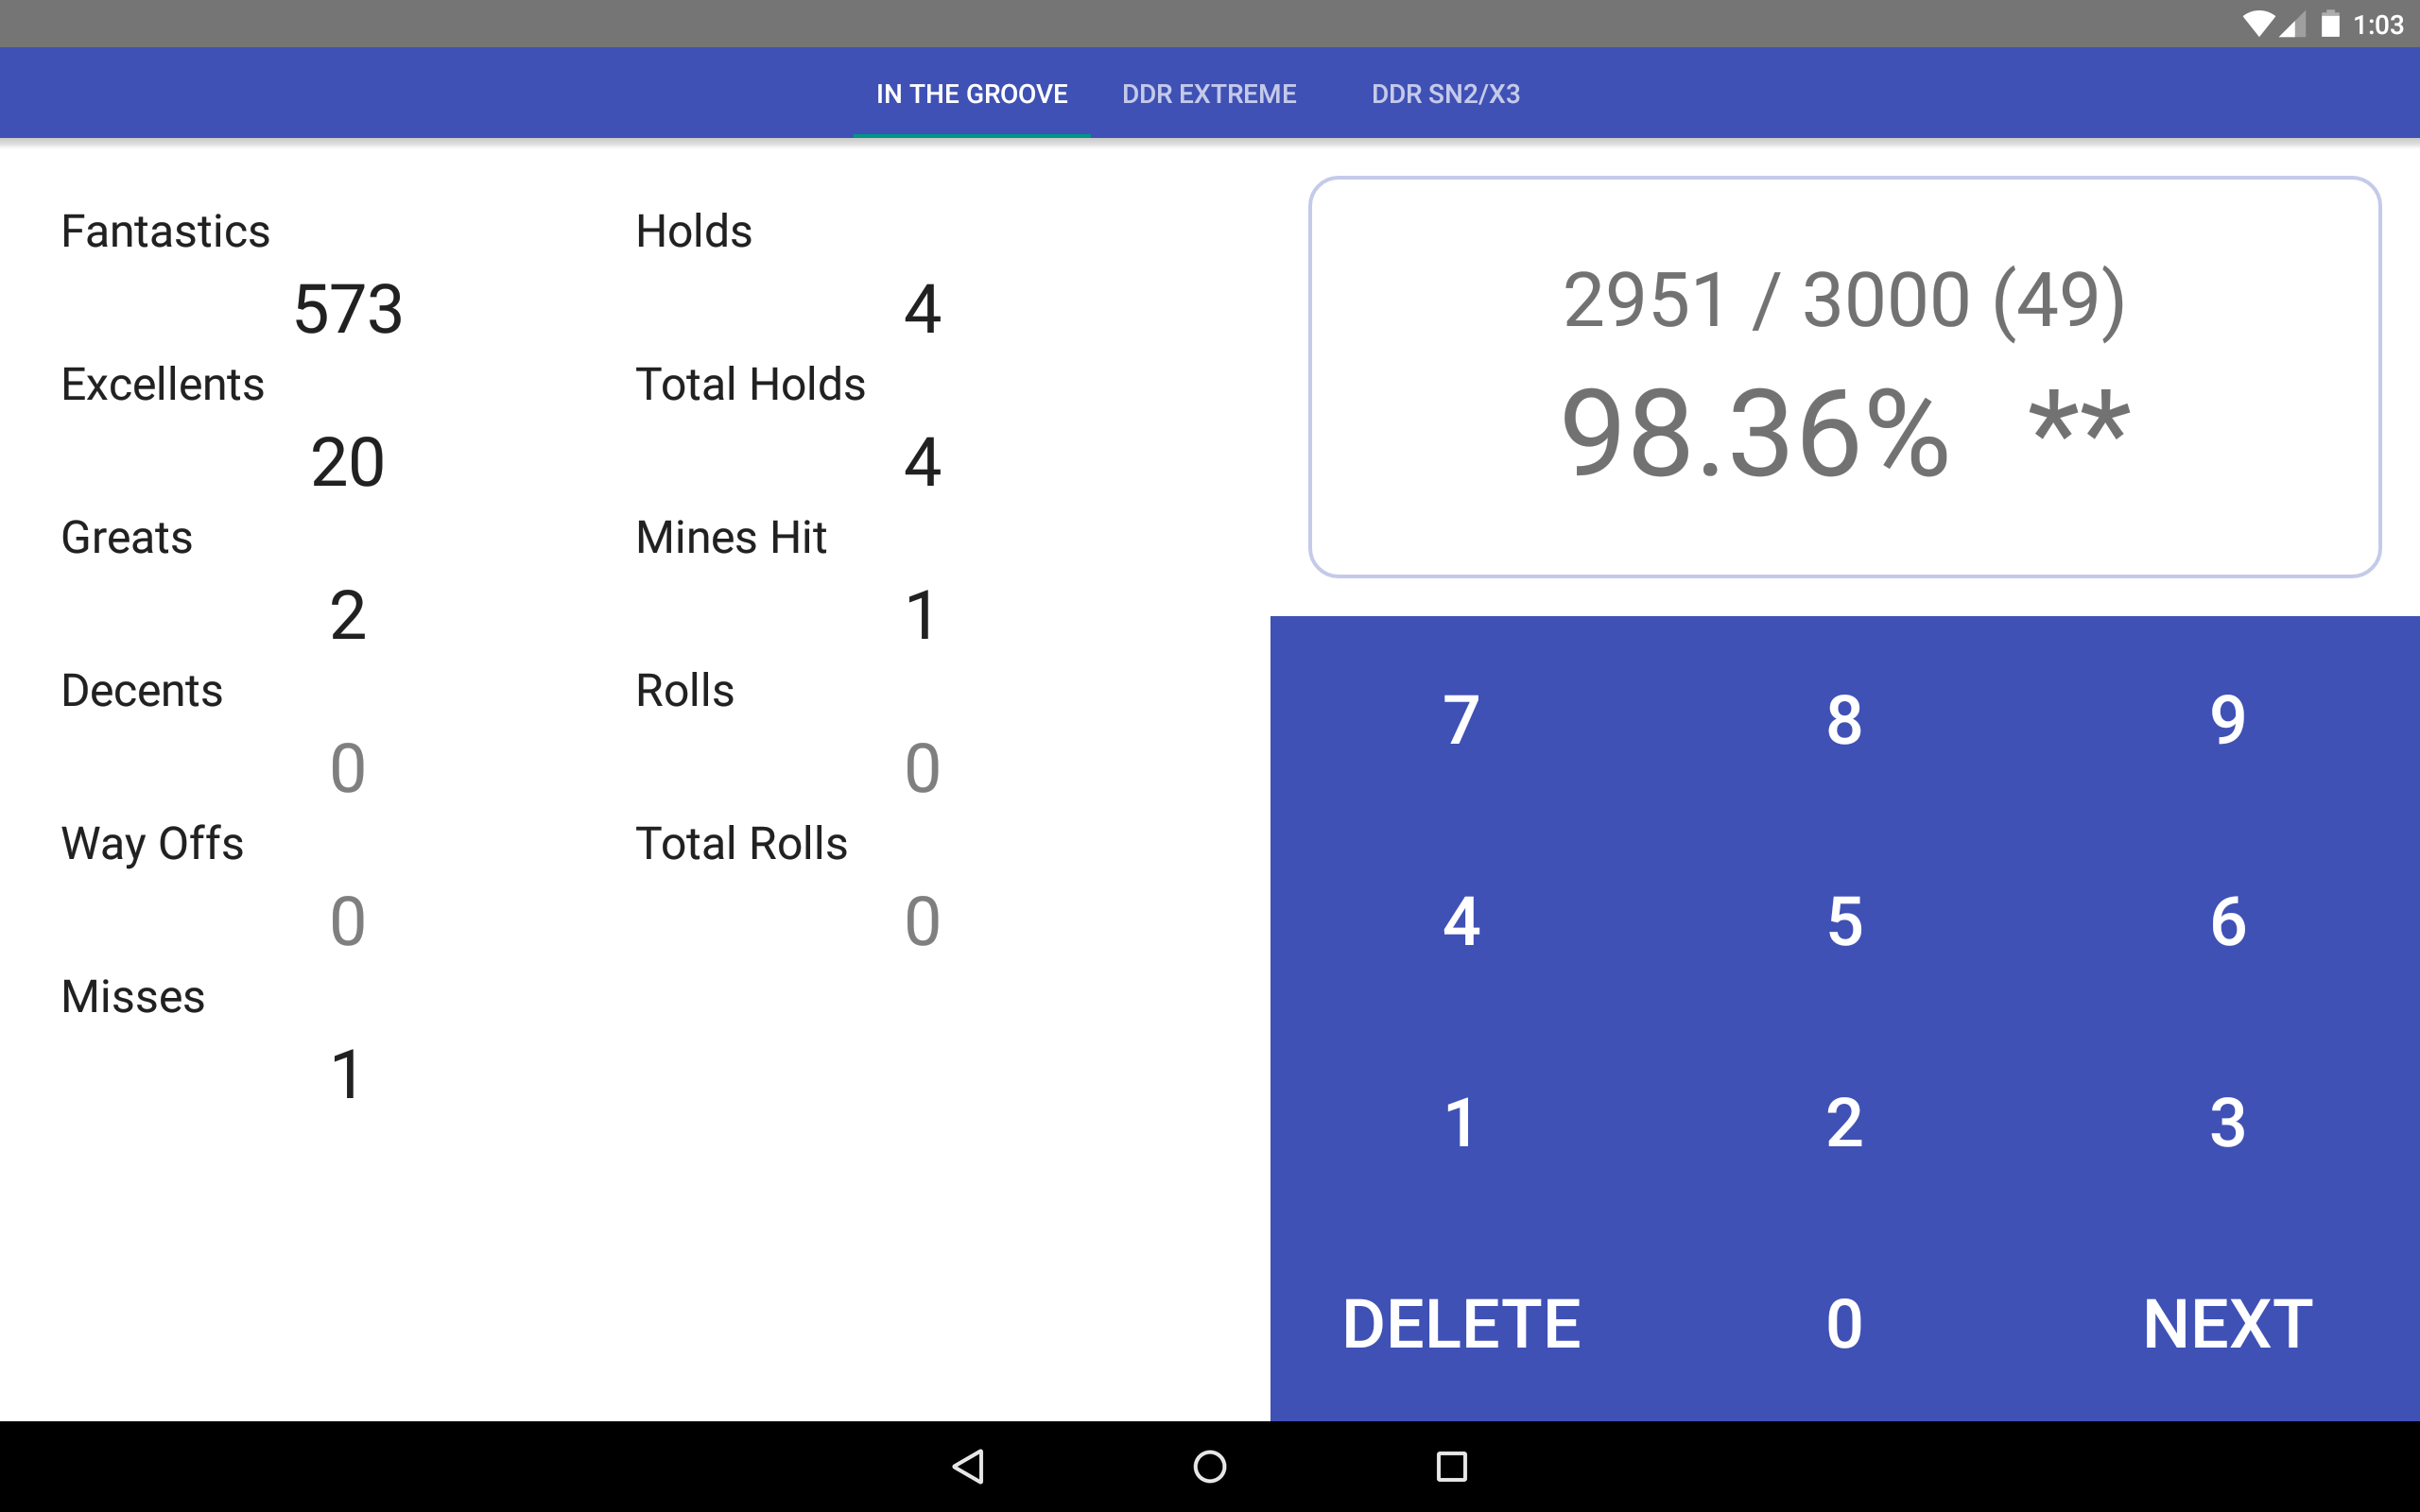 1:03
IN THE GROOVE DDR EXTREME DDR SN2/X3
Fantastics
573
Excellents
20
Greats
2
Decents
0
Way Offs
0
Misses
1
Holds
4
Total Holds
4
Mines Hit
1
Rolls
0
Total Rolls
0
2951 / 3000 (49)
98.36% **
7 8 9
4 5 6
1 2 3
DELETE 0 NEXT